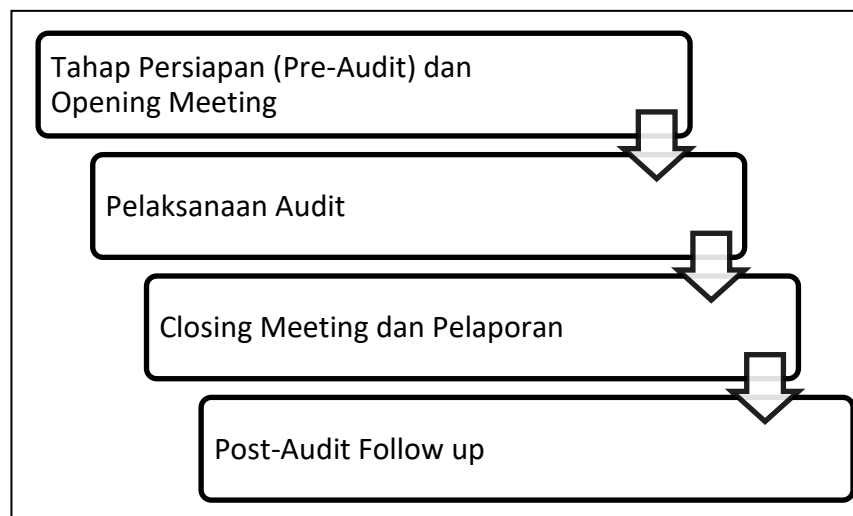 Tahap Persiapan (Pre-Audit) dan
Opening Meeting
Pelaksanaan Audit
Closing Meeting dan Pelaporan
Post-Audit Follow up